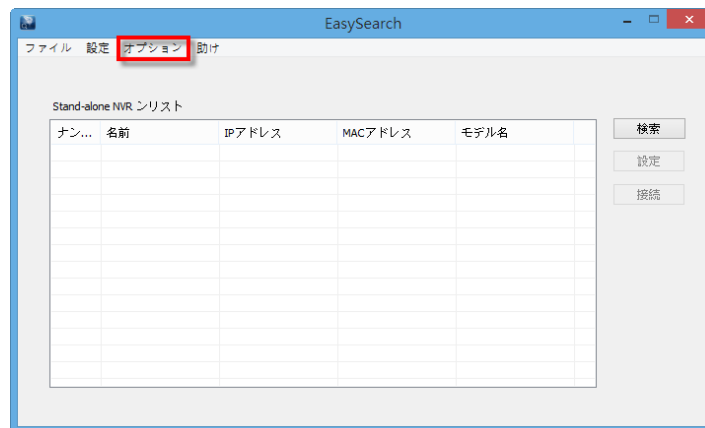 EasySearch
ファイル 設定 オプション 助け
Stand-alone NVR ンリスト
ナン... 名前 IPアドレス MACアドレス モデル名
検索
設定
接続